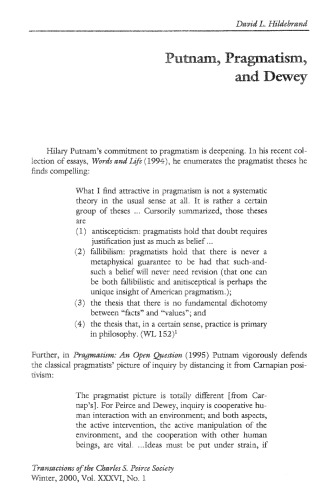 David L. Hildebrand
Putnam, Pragmatism,
and Dewey
Hilary Putnam's commitment to pragmatism is deepening. In his recent col-
lection of essays, Words and Life (1994), he enumerates the pragmatist theses he
finds compelling:
What I find attractive in pragmatism is not a systematic
theory in the usual sense at all. It is rather a certain
group of theses ... Cursorily summarized, those theses
are
(1) antiscepticism: pragmatists hold that doubt requires
justification just as much as belief ...
(2) fallibilism: pragmatists hold that there is never a
metaphysical guarantee to be had that such-and-
such a belief will never need revision (that one can
be both fallibilistic and antisceptical is perhaps the
unique insight of American pragmatism.);
(3) the thesis that there is no fundamental dichotomy
between "facts" and "values"; and
(4) the thesis that, in a certain sense, practice is primary
in philosophy. (WL 152)1
Further, in Pragmatism: An Open Question (1995) Putnam vigorously defends
the classical pragmatists' picture of inquiry by distancing it from Carnapian posi-
tivism:
The pragmatist picture is totally different [from Car-
nap's]. For Peirce and Dewey, inquiry is cooperative hu-
man interaction with an environment; and both aspects,
the active intervention, the active manipulation of the
environment, and the cooperation with other human
beings, are vital. ...Ideas must be put under strain, if
Transactions of the Charles S. Peirce Society
Winter, 2000, Vol. XXXVI, No. 1